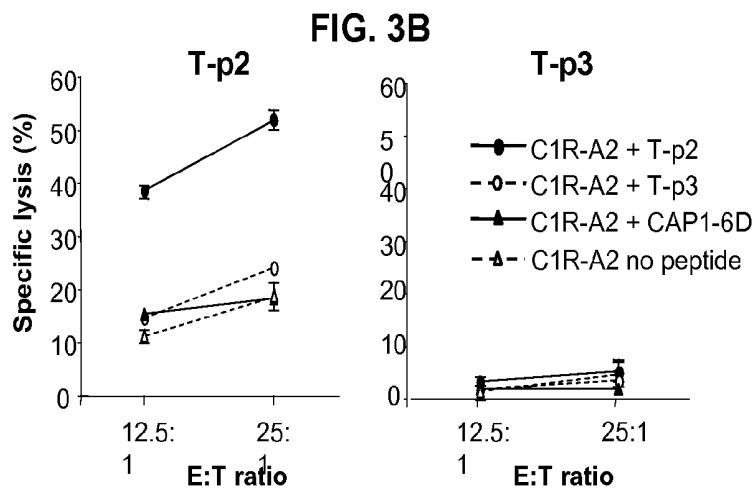 FIG. 3B
T-p2
T-p3
Specific lysis (%)
60
50
40
30
20
10
0
12.5:
1
25:
1
E:T ratio
60
5
0
40
30
20
10
0
12.5:
1
25:1
E:T ratio
C1R-A2 + T-p2
C1R-A2 + T-p3
C1R-A2 + CAP1-6D
C1R-A2 no peptide